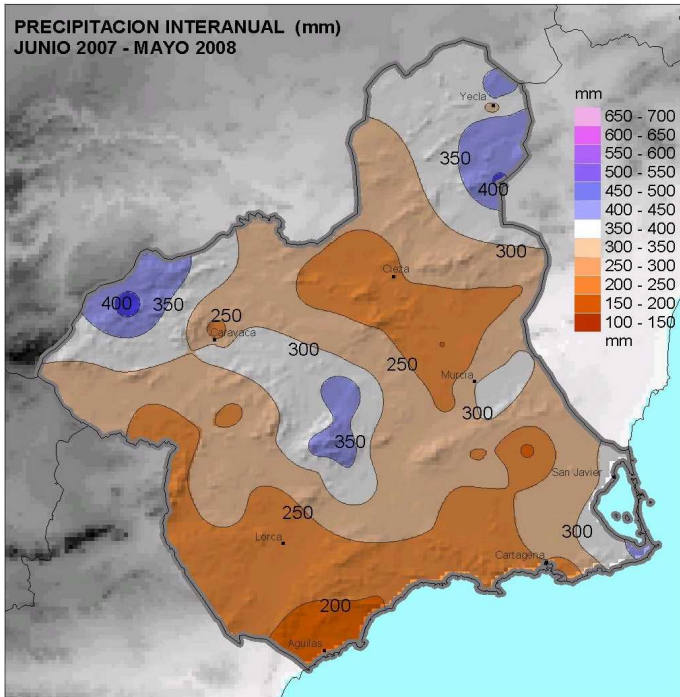 PRECIPITACION INTERANUAL (mm)
JUNIO 2007 - MAYO 2008
mm
650 - 700
600 - 650
550 - 600
500 - 550
450 - 500
400 - 450
350 - 400
300 - 350
250 - 300
200 - 250
150 - 200
100 - 150
mm
Yecla
350
400
300
Cieza
400
350
250
Caravaca
300
250
Murcia
300
350
San Javier
250
Lorca
300
Cartagena
200
Aguilas